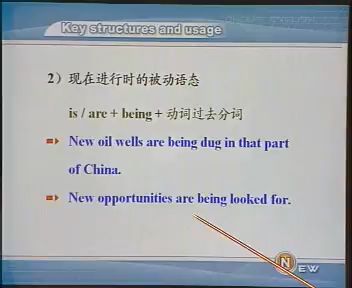 Key structures and usage
2）现在进行时的被动语态
is / are + being + 动词过去分词
New oil wells are being dug in that part
of China.
New opportunities are being looked for.
NEW